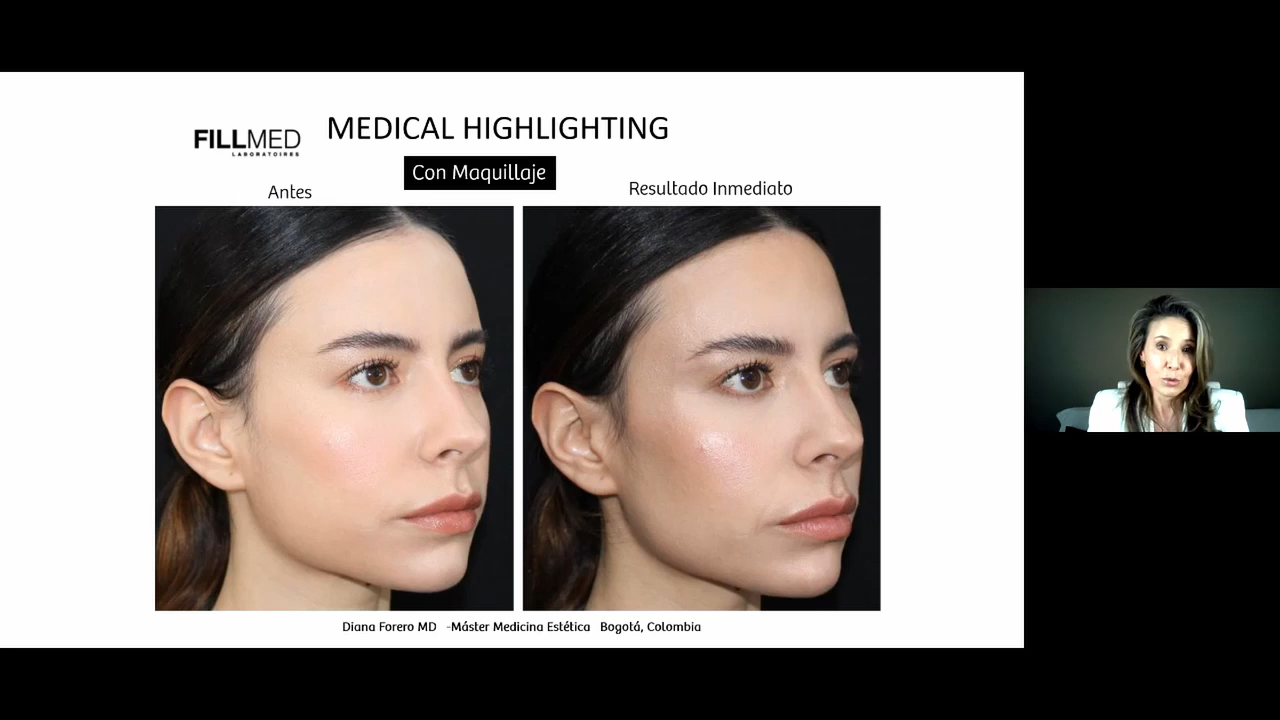 MEDICAL HIGHLIGHTING
FILLMED
LABORATOIRES
Con Maquillaje
Antes
Resultado Inmediato
Diana Forero MD -Máster Medicina Estética Bogotá, Colombia